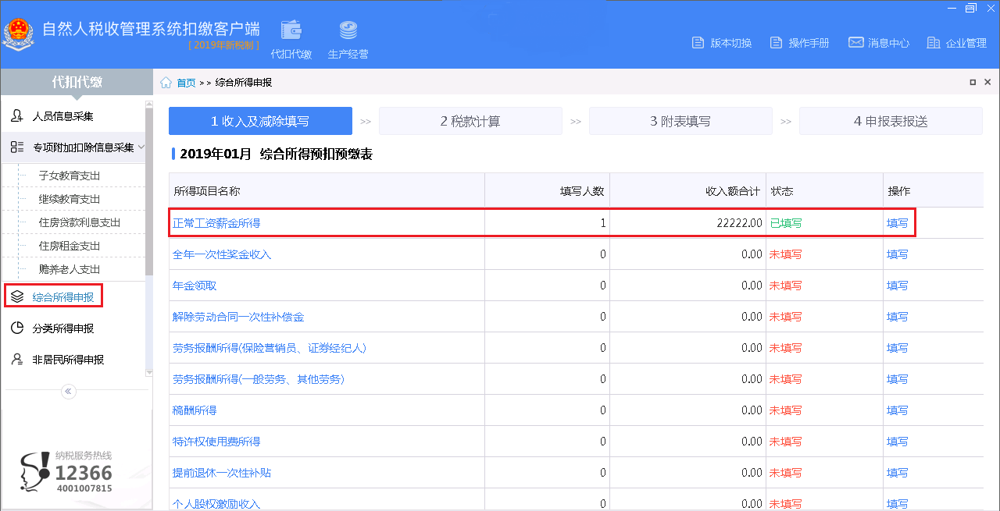 自然人税收管理系统扣缴客户端
[ 2019年新税制 ]
代扣代缴
生产经营
版本切换
操作手册
消息中心
企业管理
代扣代缴
人员信息采集
专项附加扣除信息采集
子女教育支出
继续教育支出
住房贷款利息支出
住房租金支出
赡养老人支出
综合所得申报
分类所得申报
非居民所得申报
纳税服务热线
12366
4001007815
首页 >> 综合所得申报
1 收入及减除填写 >> 2 税款计算 >> 3 附表填写 >> 4 申报表报送
2019年01月 综合所得预扣预缴表
所得项目名称 填写人数 收入额合计 状态 操作
正常工资薪金所得 1 22222.00 已填写 填写
全年一次性奖金收入 0 0.00 未填写 填写
年金领取 0 0.00 未填写 填写
解除劳动合同一次性补偿金 0 0.00 未填写 填写
劳务报酬所得(保险营销员、证券经纪人) 0 0.00 未填写 填写
劳务报酬所得(一般劳务、其他劳务) 0 0.00 未填写 填写
稿酬所得 0 0.00 未填写 填写
特许权使用费所得 0 0.00 未填写 填写
提前退休一次性补贴 0 0.00 未填写 填写
个人股权激励收入 0 0.00 未填写 填写